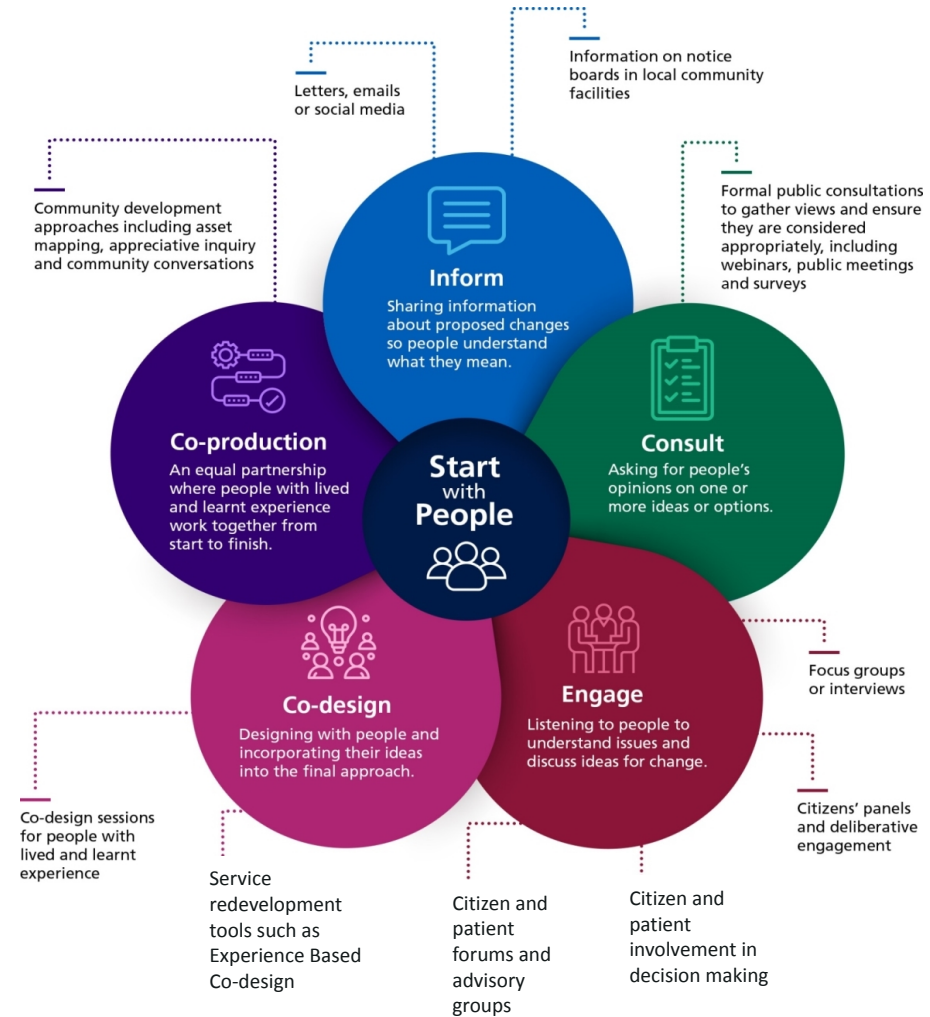 Information on notice
boards in local community
facilities
Letters, emails
or social media
Formal public consultations
to gather views and ensure
they are considered
appropriately, including
webinars, public meetings
and surveys
Community development
approaches including asset
mapping, appreciative inquiry
and community conversations
Inform
Sharing information
about proposed changes
so people understand
what they mean.
Co-production
An equal partnership
where people with lived
and learnt experience
work together from
start to finish.
Consult
Asking for people's
opinions on one or
more ideas or options.
Start
with
People
Co-design
Designing with people and
incorporating their ideas
into the final approach.
Engage
Listening to people to
understand issues and
discuss ideas for change.
Focus groups
or interviews
Citizens' panels
and deliberative
engagement
Co-design sessions
for people with
lived and learnt
experience
Service
redevelopment
tools such as
Experience Based
Co-design
Citizen and
patient
forums and
advisory
groups
Citizen and
patient
involvement in
decision making